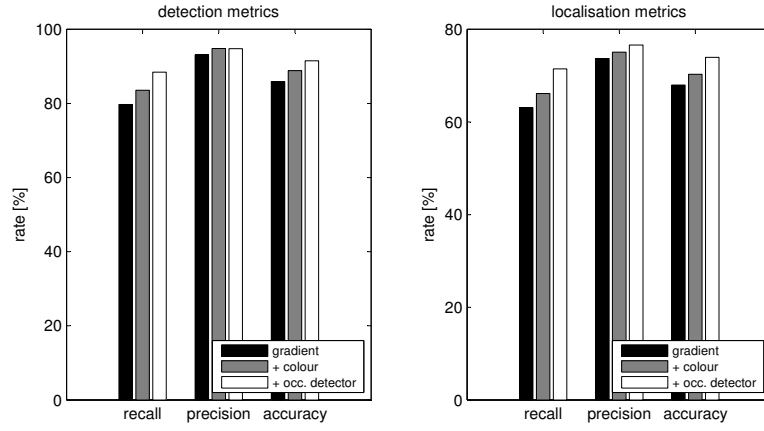 detection metrics
100
80
60
40
20
0
rate [%]
recall precision accuracy
gradient
+ colour
+ occ. detector
localisation metrics
80
60
40
20
0
rate [%]
recall precision accuracy
gradient
+ colour
+ occ. detector